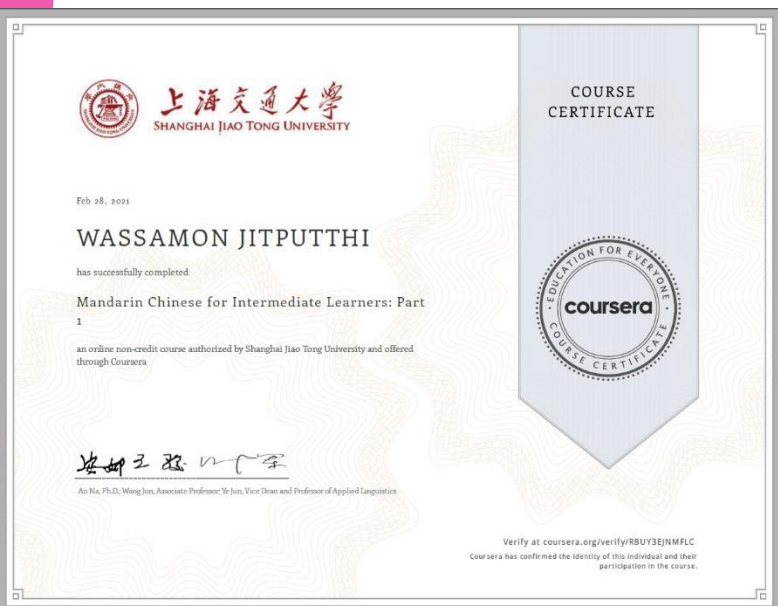 上海交通大學
SHANGHAI JIAO TONG UNIVERSITY
COURSE
CERTIFICATE
Feb 28, 2021
WASSAMON JITPUTTHI
has successfully completed
Mandarin Chinese for Intermediate Learners: Part
1
an online non-credit course authorized by Shanghai Jiao Tong University and offered
through Coursera
EDUCATION FOR EVERYONE
coursera
COURSE CERTIFICATE
An Na, Ph.D.; Wang Jun, Associate Professor; Ye Jun, Vice Dean and Professor of Applied Linguistics
Verify at coursera.org/verify/RBUY3EJNMFLC
Coursera has confirmed the identity of this individual and their
participation in the course.